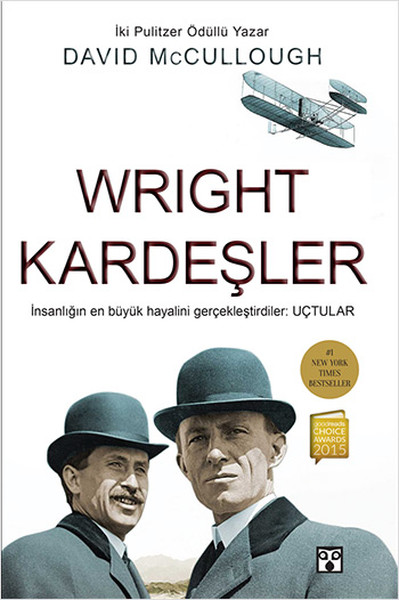 İki Pulitzer Ödüllü Yazar
DAVID McCULLOUGH
WRIGHT
KARDEŞLER
İnsanlığın en büyük hayalini gerçekleştirdiler: UÇTULAR
#1
NEW YORK
TIMES
BESTSELLER
goodreads
CHOICE
AWARDS
2015